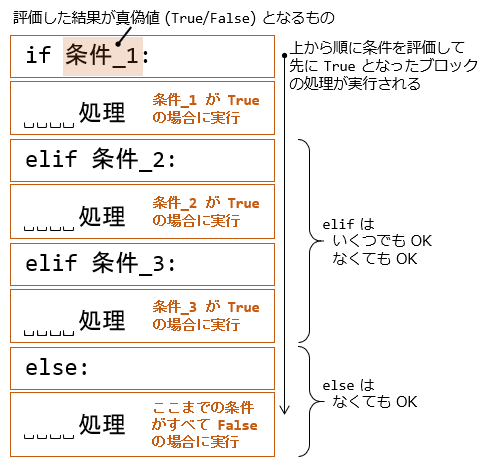 評価した結果が真偽値 (True/False) となるもの
if 条件_1:
上から順に条件を評価して
先に True となったブロック
の処理が実行される
␣␣␣␣処理
条件_1 が True
の場合に実行
elif 条件_2:
␣␣␣␣処理
条件_2 が True
の場合に実行
elif は
いくつでも OK
なくても OK
elif 条件_3:
␣␣␣␣処理
条件_3 が True
の場合に実行
else:
else は
なくても OK
␣␣␣␣処理
ここまでの条件
がすべて False
の場合に実行